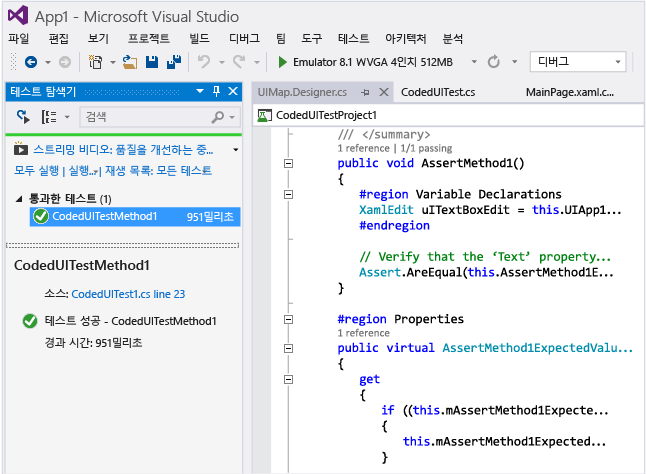 App1 - Microsoft Visual Studio
파일 편집 보기 프로젝트 빌드 디버그 팀 도구 테스트 아키텍처 분석
Emulator 8.1 WVGA 4인치 512MB 디버그
테스트 탐색기
검색
스트리밍 비디오: 품질을 개선하는 중...
모두 실행 | 실행... | 재생 목록: 모든 테스트
통과한 테스트 (1)
CodedUITestMethod1 951밀리초
CodedUITestMethod1
소스: CodedUITest1.cs line 23
테스트 성공 - CodedUITestMethod1
경과 시간: 951밀리초
UIMap.Designer.cs CodedUITest.cs MainPage.xaml.c...
CodedUITestProject1
/// </summary>
1 reference | 1/1 passing
public void AssertMethod1()
{
#region Variable Declarations
XamlEdit uITextBoxEdit = this.UIApp1...
#endregion
// Verify that the ‘Text’ property...
Assert.AreEqual(this.AssertMethod1E...
}
#region Properties
1 reference
public virtual AssertMethod1ExpectedValu...
{
get
{
if ((this.mAssertMethod1Expecte...
{
this.mAssertMethod1Expected...
}